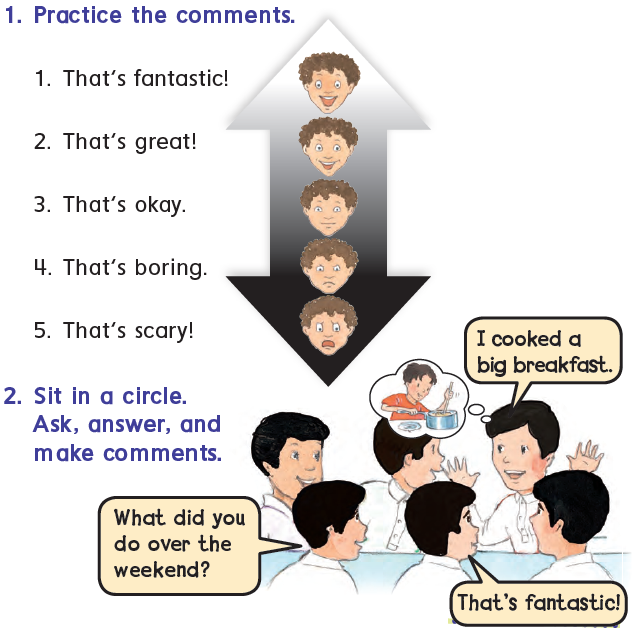 1. Practice the comments.
1. That's fantastic!
2. That's great!
3. That's okay.
4. That's boring.
5. That's scary!
2. Sit in a circle.
Ask, answer, and
make comments.
I cooked a
big breakfast.
What did you
do over the
weekend?
That's fantastic!